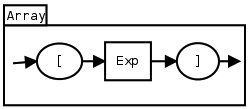 Array
[ Exp ]